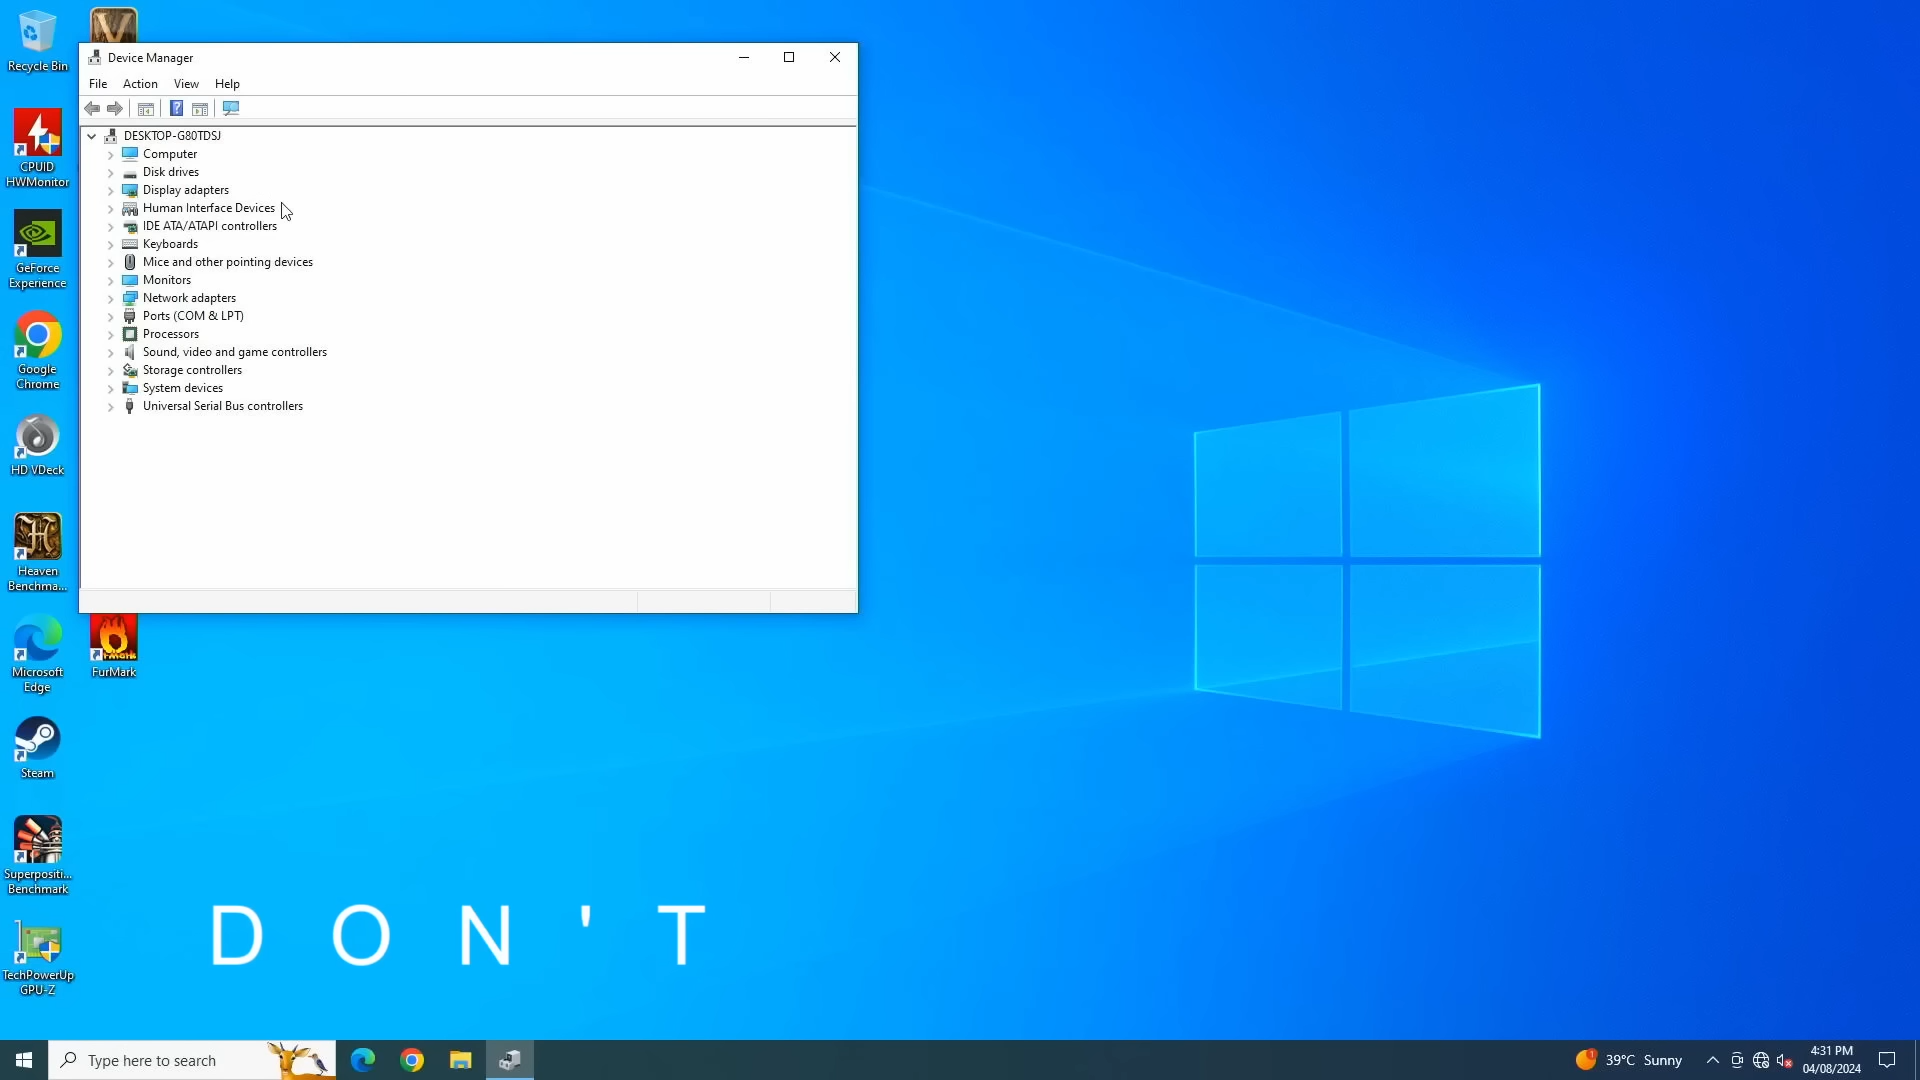 Recycle Bin
CPUID
HWMonitor
GeForce
Experience
Google
Chrome
HD VDeck
Heaven
Benchma...
Microsoft
Edge
FurMark
Steam
Superpositi...
Benchmark
TechPowerUp
GPU-Z
Device Manager
File Action View Help
DESKTOP-G80TDSJ
Computer
Disk drives
Display adapters
Human Interface Devices
IDE ATA/ATAPI controllers
Keyboards
Mice and other pointing devices
Monitors
Network adapters
Ports (COM & LPT)
Processors
Sound, video and game controllers
Storage controllers
System devices
Universal Serial Bus controllers
D O N ' T
Type here to search
39°C Sunny
4:31 PM
04/08/2024